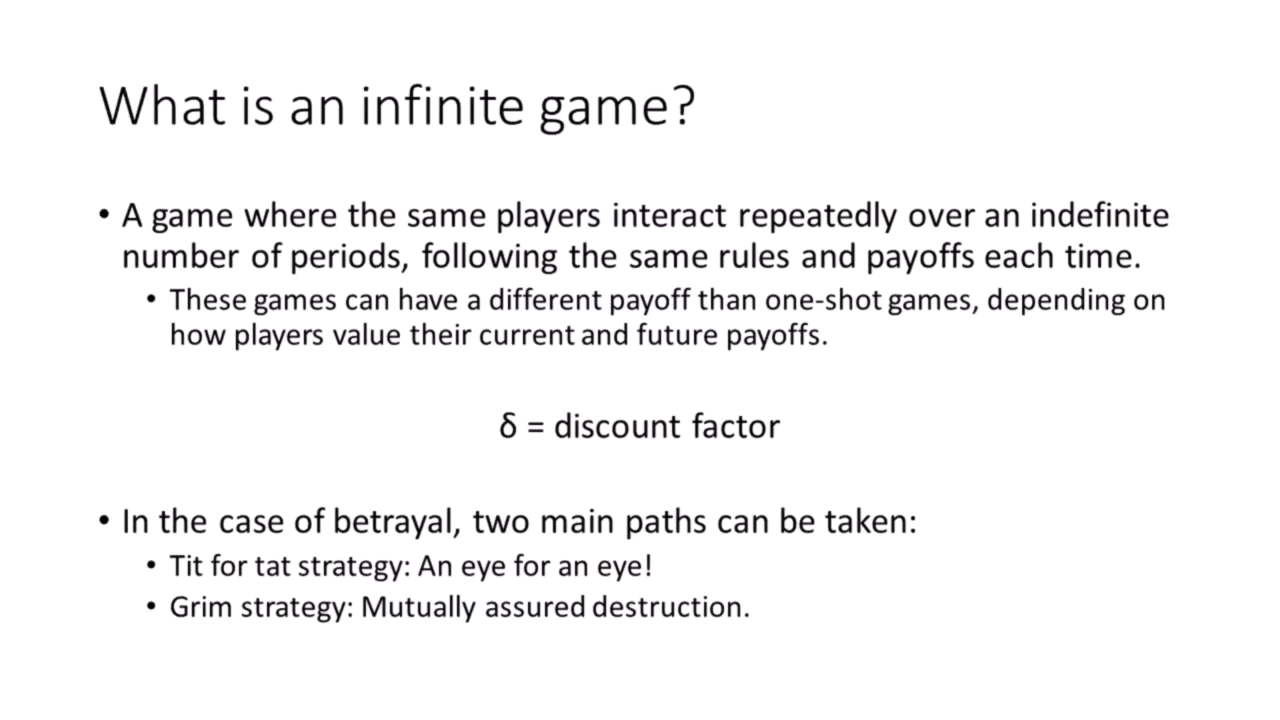 What is an infinite game?
• A game where the same players interact repeatedly over an indefinite
number of periods, following the same rules and payoffs each time.
• These games can have a different payoff than one-shot games, depending on
how players value their current and future payoffs.
δ = discount factor
• In the case of betrayal, two main paths can be taken:
• Tit for tat strategy: An eye for an eye!
• Grim strategy: Mutually assured destruction.